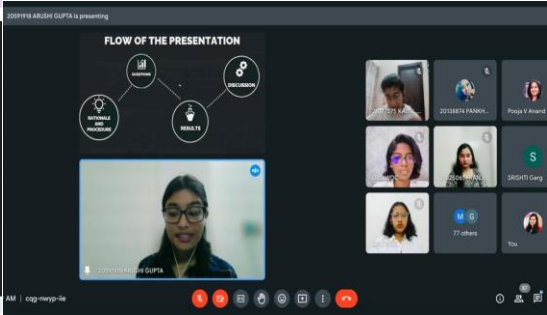 20591918 ARUSHI GUPTA is presenting
FLOW OF THE PRESENTATION
QUESTIONS
DISCUSSION
RATIONALE
AND
PROCEDURE
RESULTS
20138874 PANKH...
Pooja V Anand
S
SRISHTI Garg
M G
77 others
You
ARUSHI GUPTA
AM | cqg-nwyp-iie
87